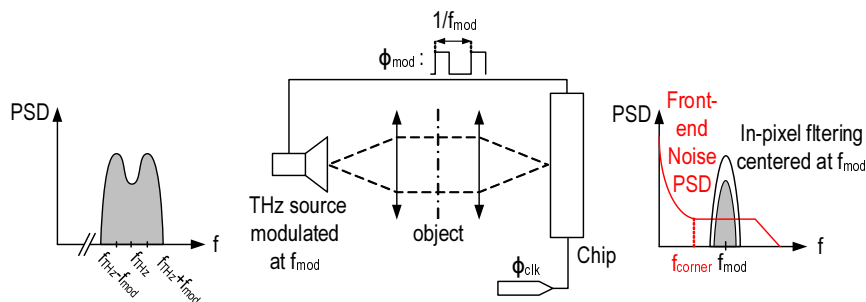 PSD
f
fTHz-fmod
fTHz
fTHz+fmod
1/fmod
ϕmod :
THz source
modulated
at fmod
object
Chip
ϕclk
PSD
Front-
end
Noise
PSD
In-pixel fltering
centered at fmod
f
fcorner
fmod